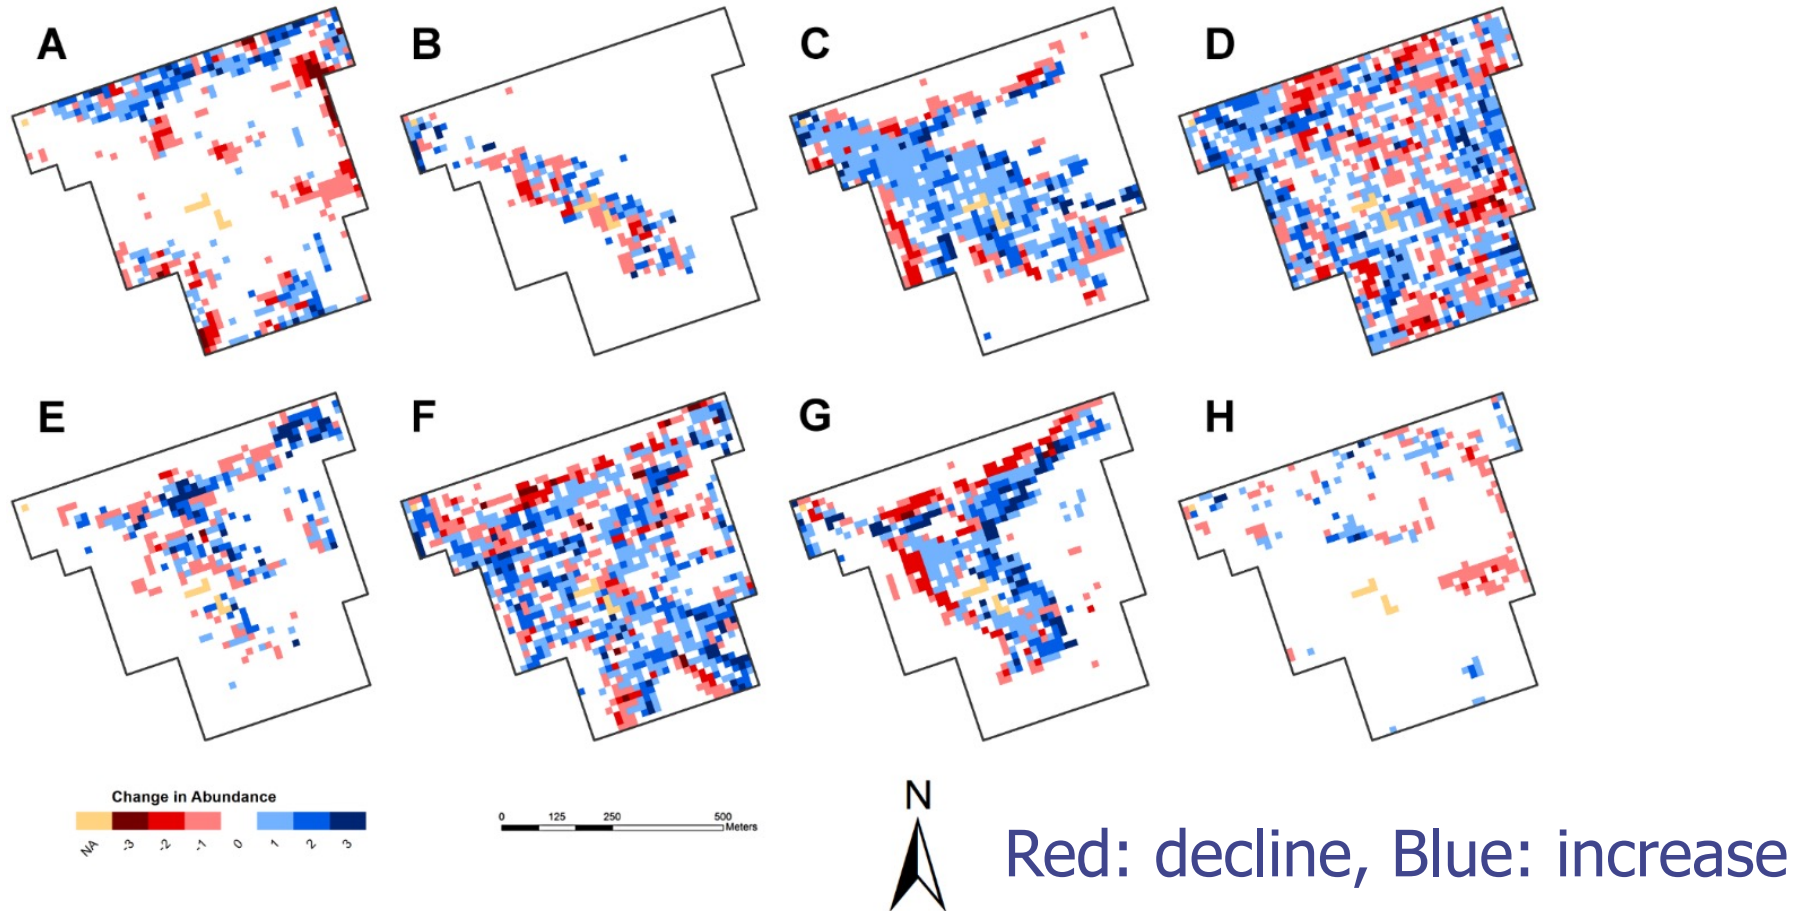 A B C D
E F G H
Change in Abundance
NA -3 -2 -1 0 1 2 3
0 125 250 500
Meters
N
Red: decline, Blue: increase